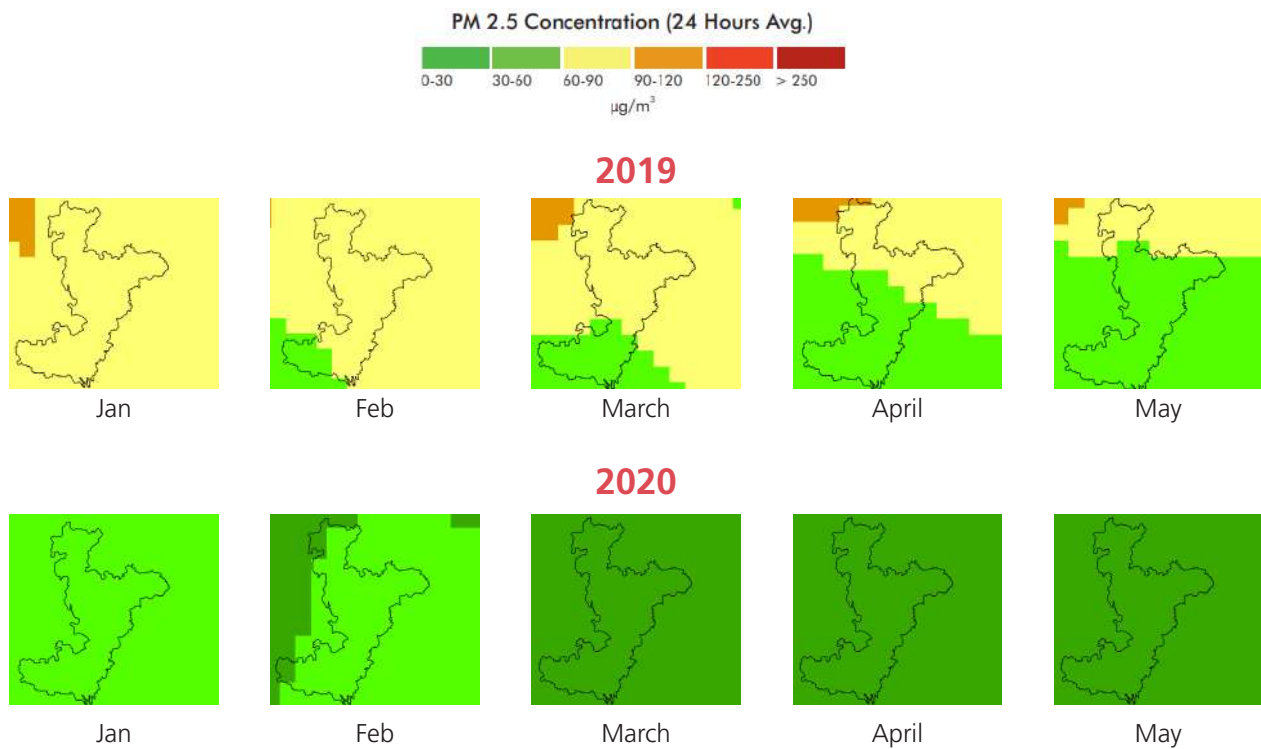 PM 2.5 Concentration (24 Hours Avg.)
0-30 30-60 60-90 90-120 120-250 > 250
µg/m³
2019
Jan Feb March April May
2020
Jan Feb March April May